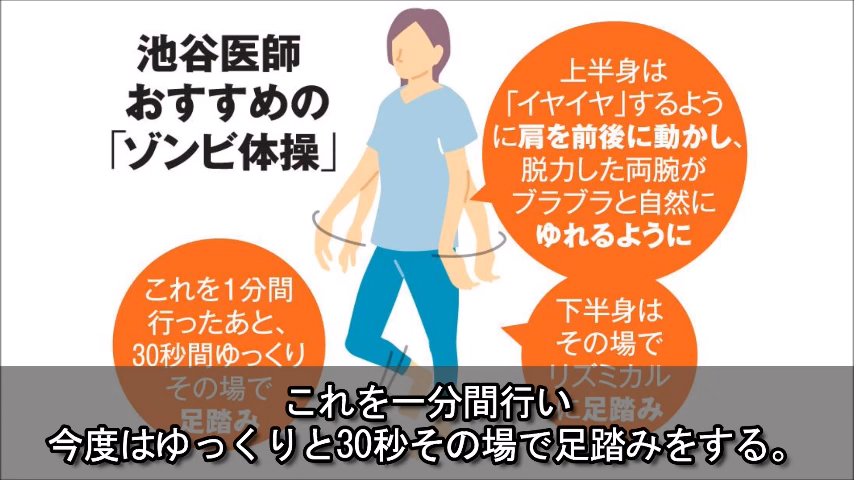 池谷医師
おすすめの
「ゾンビ体操」
上半身は
「イヤイヤ」するよう
に肩を前後に動かし、
脱力した両腕が
ブラブラと自然に
ゆれるように
下半身は
その場で
リズミカル
に足踏み
これを1分間
行ったあと、
30秒間ゆっくり
その場で
足踏み
これを一分間行い
今度はゆっくりと30秒その場で足踏みをする。